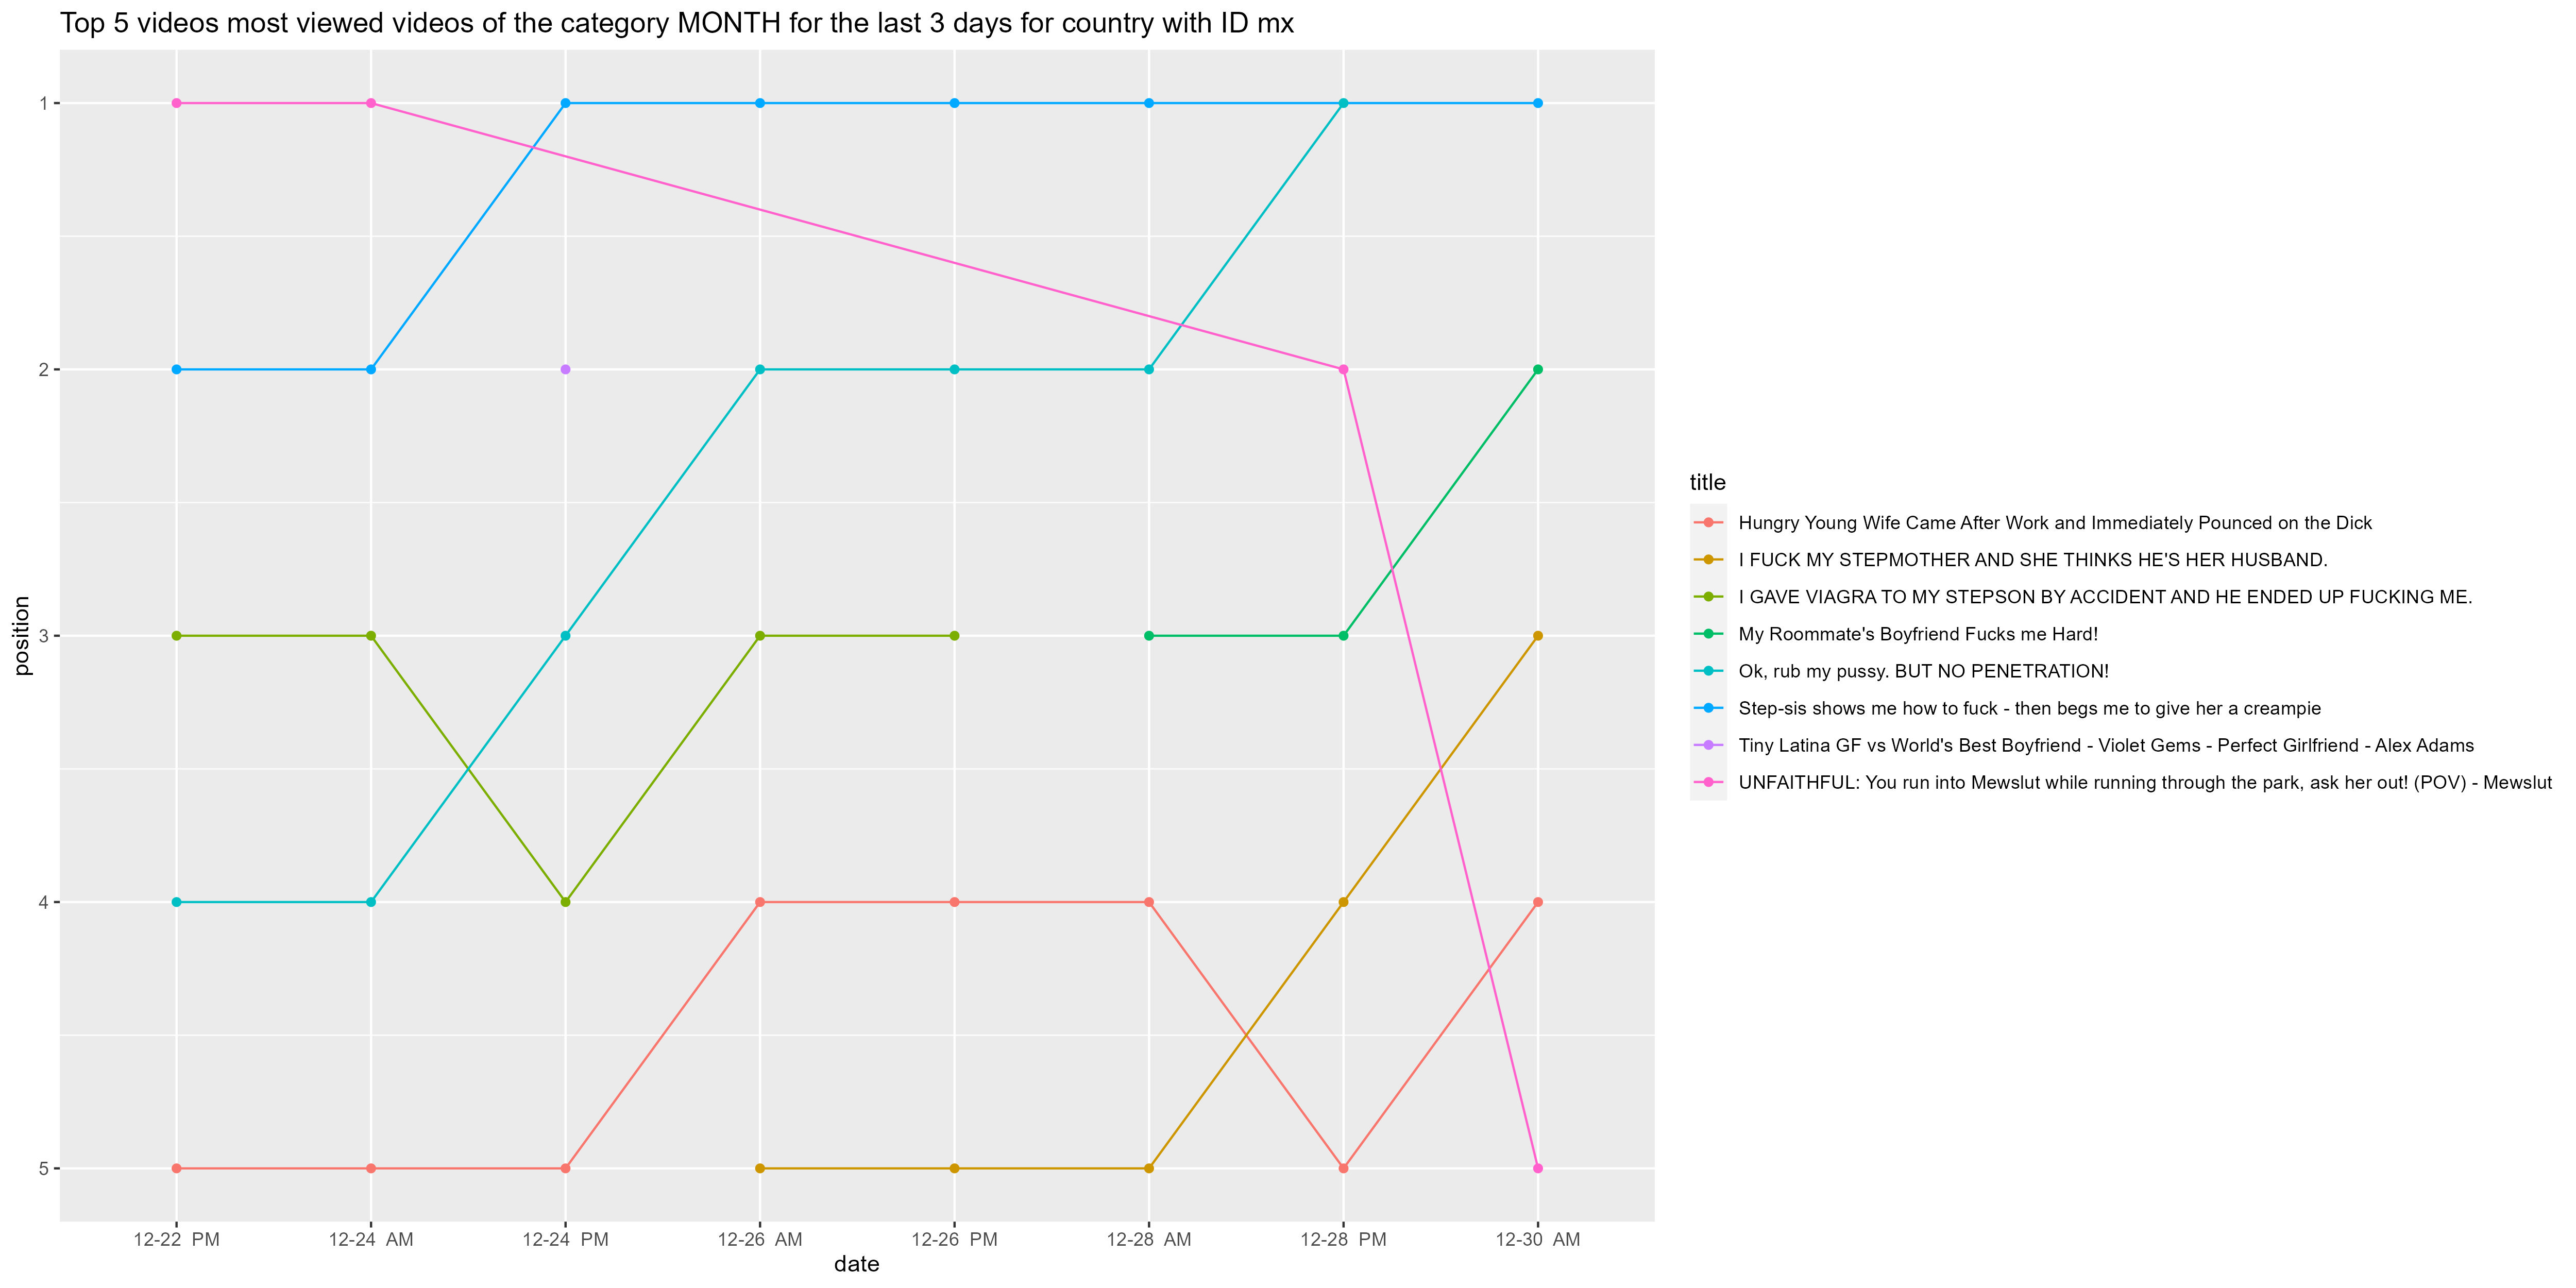 Top 5 videos most viewed videos of the category MONTH for the last 3 days for country with ID mx
1
2
3
4
5
position
12-22 PM
12-24 AM
12-24 PM
12-26 AM
12-26 PM
12-28 AM
12-28 PM
12-30 AM
date
title
Hungry Young Wife Came After Work and Immediately Pounced on the Dick
I FUCK MY STEPMOTHER AND SHE THINKS HE'S HER HUSBAND.
I GAVE VIAGRA TO MY STEPSON BY ACCIDENT AND HE ENDED UP FUCKING ME.
My Roommate's Boyfriend Fucks me Hard!
Ok, rub my pussy. BUT NO PENETRATION!
Step-sis shows me how to fuck - then begs me to give her a creampie
Tiny Latina GF vs World's Best Boyfriend - Violet Gems - Perfect Girlfriend - Alex Adams
UNFAITHFUL: You run into Mewslut while running through the park, ask her out! (POV) - Mewslut